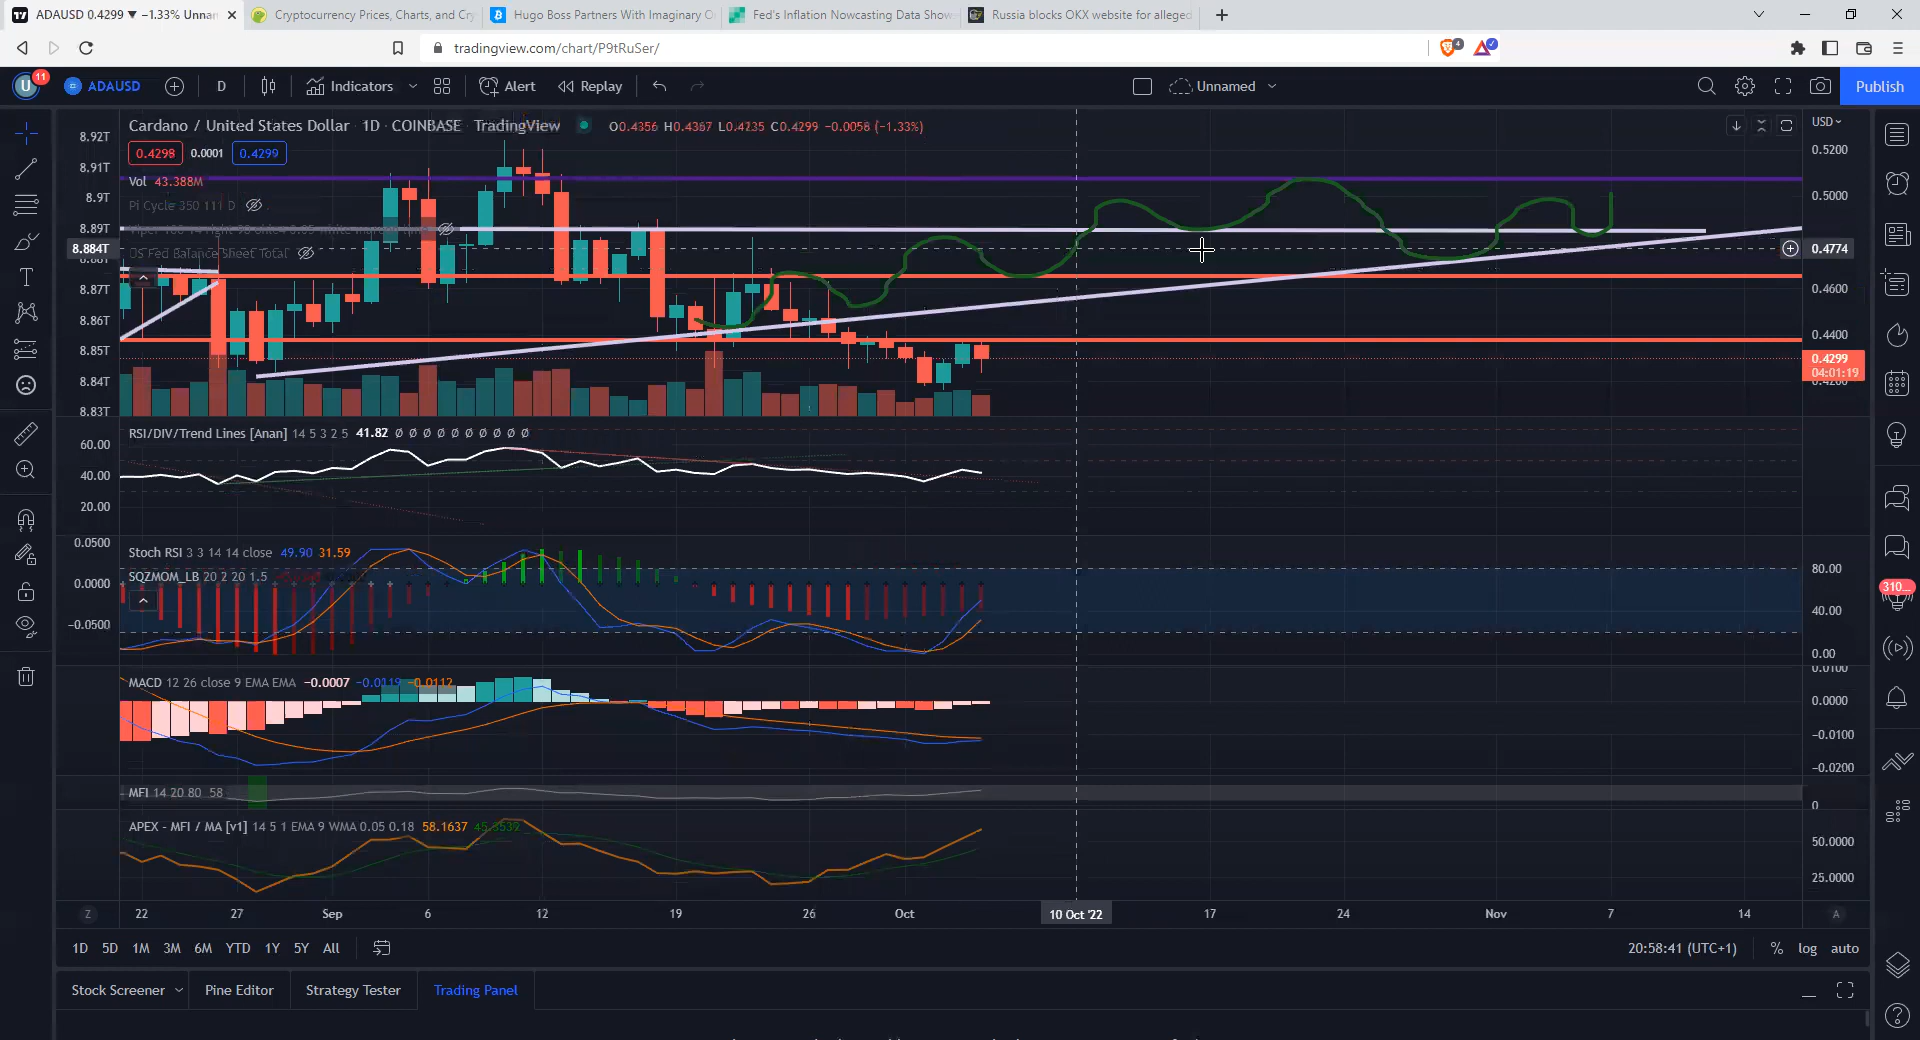 ADAUSD 0.4299 ▼ −1.33% Unnan
Cryptocurrency Prices, Charts, and Cry
Hugo Boss Partners With Imaginary O
Fed's Inflation Nowcasting Data Show
Russia blocks OKX website for alleged
tradingview.com/chart/P9tRuSer/
4
U
11
ADAUSD
D
Indicators
Alert
Replay
Unnamed
Publish
Cardano / United States Dollar · 1D · COINBASE · TradingView
O0.4356 H0.4367 L0.4235 C0.4299 −0.0058 (−1.33%)
0.4298
0.0001
0.4299
Vol 43.388M
Pi Cycle 350 111 D
US Fed Balance Sheet Total
8.92T
8.91T
8.9T
8.89T
8.884T
8.87T
8.86T
8.85T
8.84T
8.83T
USD
0.5200
0.5000
0.4774
0.4600
0.4400
0.4299
04:01:19
RSI/DIV/Trend Lines [Anan] 14 5 3 2 5 41.82 Ø Ø Ø Ø Ø Ø Ø Ø Ø Ø
60.00
40.00
20.00
Stoch RSI 3 3 14 14 close 49.90 31.59
SQZMOM_LB 20 2 20 1.5
0.0500
0.0000
−0.0500
80.00
40.00
0.00
MACD 12 26 close 9 EMA EMA −0.0007 −0.0119 −0.0112
0.0100
0.0000
−0.0100
−0.0200
MFI 14 20 80 58
0
APEX - MFI / MA [v1] 14 5 1 EMA 9 WMA 0.05 0.18 58.1637
50.0000
25.0000
310...
Z
22
27
Sep
6
12
19
26
Oct
10 Oct '22
17
24
Nov
7
14
A
1D 5D 1M 3M 6M YTD 1Y 5Y All
20:58:41 (UTC+1)
% log auto
Stock Screener
Pine Editor
Strategy Tester
Trading Panel